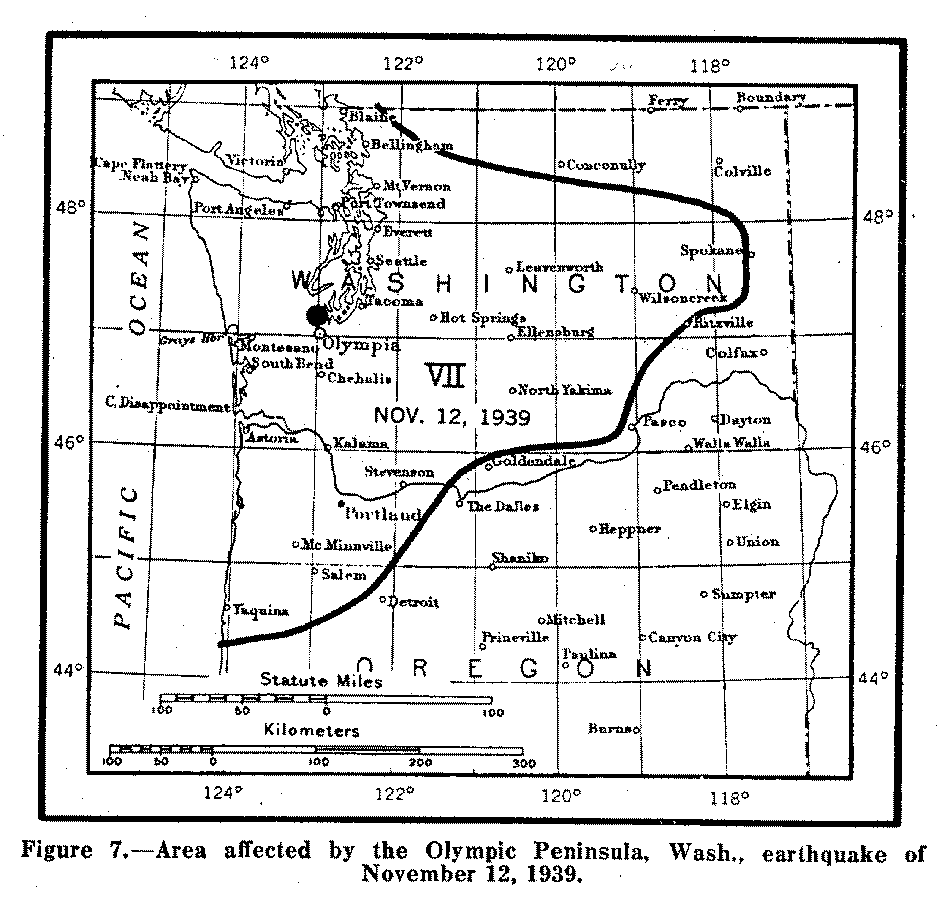 124° 122° 120° 118°
Ferry Boundary
Blaine
Bellingham
Conconully
Colville
Cape Flattery
Neah Bay
Victoria
Mt Vernon
Port Angeles
Port Townsend
48° 48°
Everett
Spokane
Seattle
Leavenworth
WASHINGTON
Wilsoncreek
Tacoma
Hot Springs
Ritzville
Ellensburg
Grays Hbr
Montesano
Olympia
Colfax
South Bend
Chehalis
VII
North Yakima
C. Disappointment
NOV. 12, 1939
Pasco
Dayton
46° 46°
Astoria
Kalama
Walla Walla
Goldendale
Stevenson
Pendleton
Portland
The Dalles
Elgin
Heppner
Mc Minnville
Union
Shaniko
Salem
Sumpter
Detroit
Yaquina
Mitchell
Prineville
Canyon City
Paulina
OREGON
44° 44°
PACIFIC OCEAN
Statute Miles
100 50 0 100
Burns
Kilometers
100 50 0 100 200 300
124° 122° 120° 118°
Figure 7.—Area affected by the Olympic Peninsula, Wash., earthquake of
November 12, 1939.